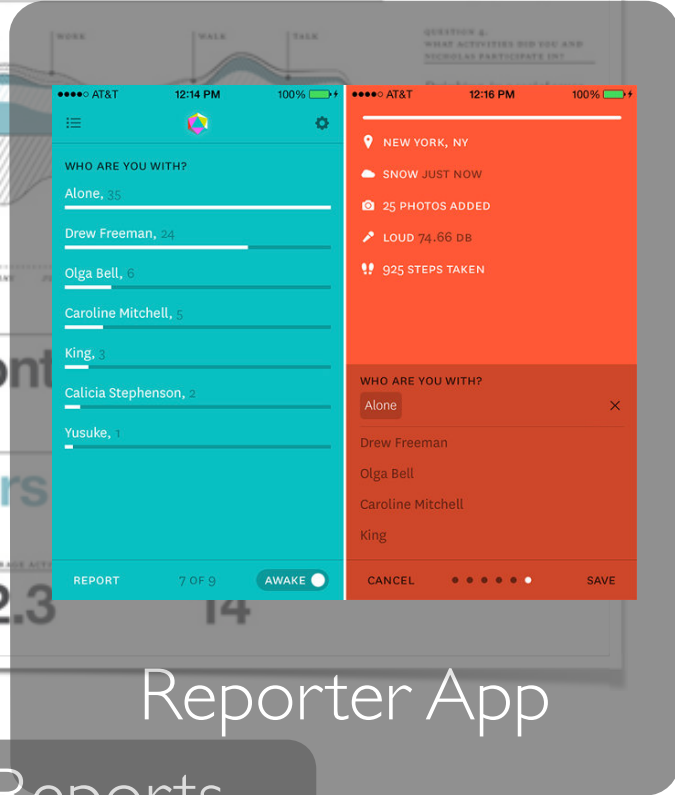 WORK
WALK
TALK
QUESTION 4.
WHAT ACTIVITIES DID YOU AND
NICHOLAS PARTICIPATE IN?
AT&T 12:14 PM 100%
WHO ARE YOU WITH?
Alone, 35
Drew Freeman, 24
Olga Bell, 6
Caroline Mitchell, 5
King, 3
Calicia Stephenson, 2
Yusuke, 1
REPORT 7 OF 9 AWAKE
AT&T 12:16 PM 100%
NEW YORK, NY
SNOW JUST NOW
25 PHOTOS ADDED
LOUD 74.66 DB
925 STEPS TAKEN
WHO ARE YOU WITH?
Alone
Drew Freeman
Olga Bell
Caroline Mitchell
King
CANCEL SAVE
2.3 14
Reporter App
Reports